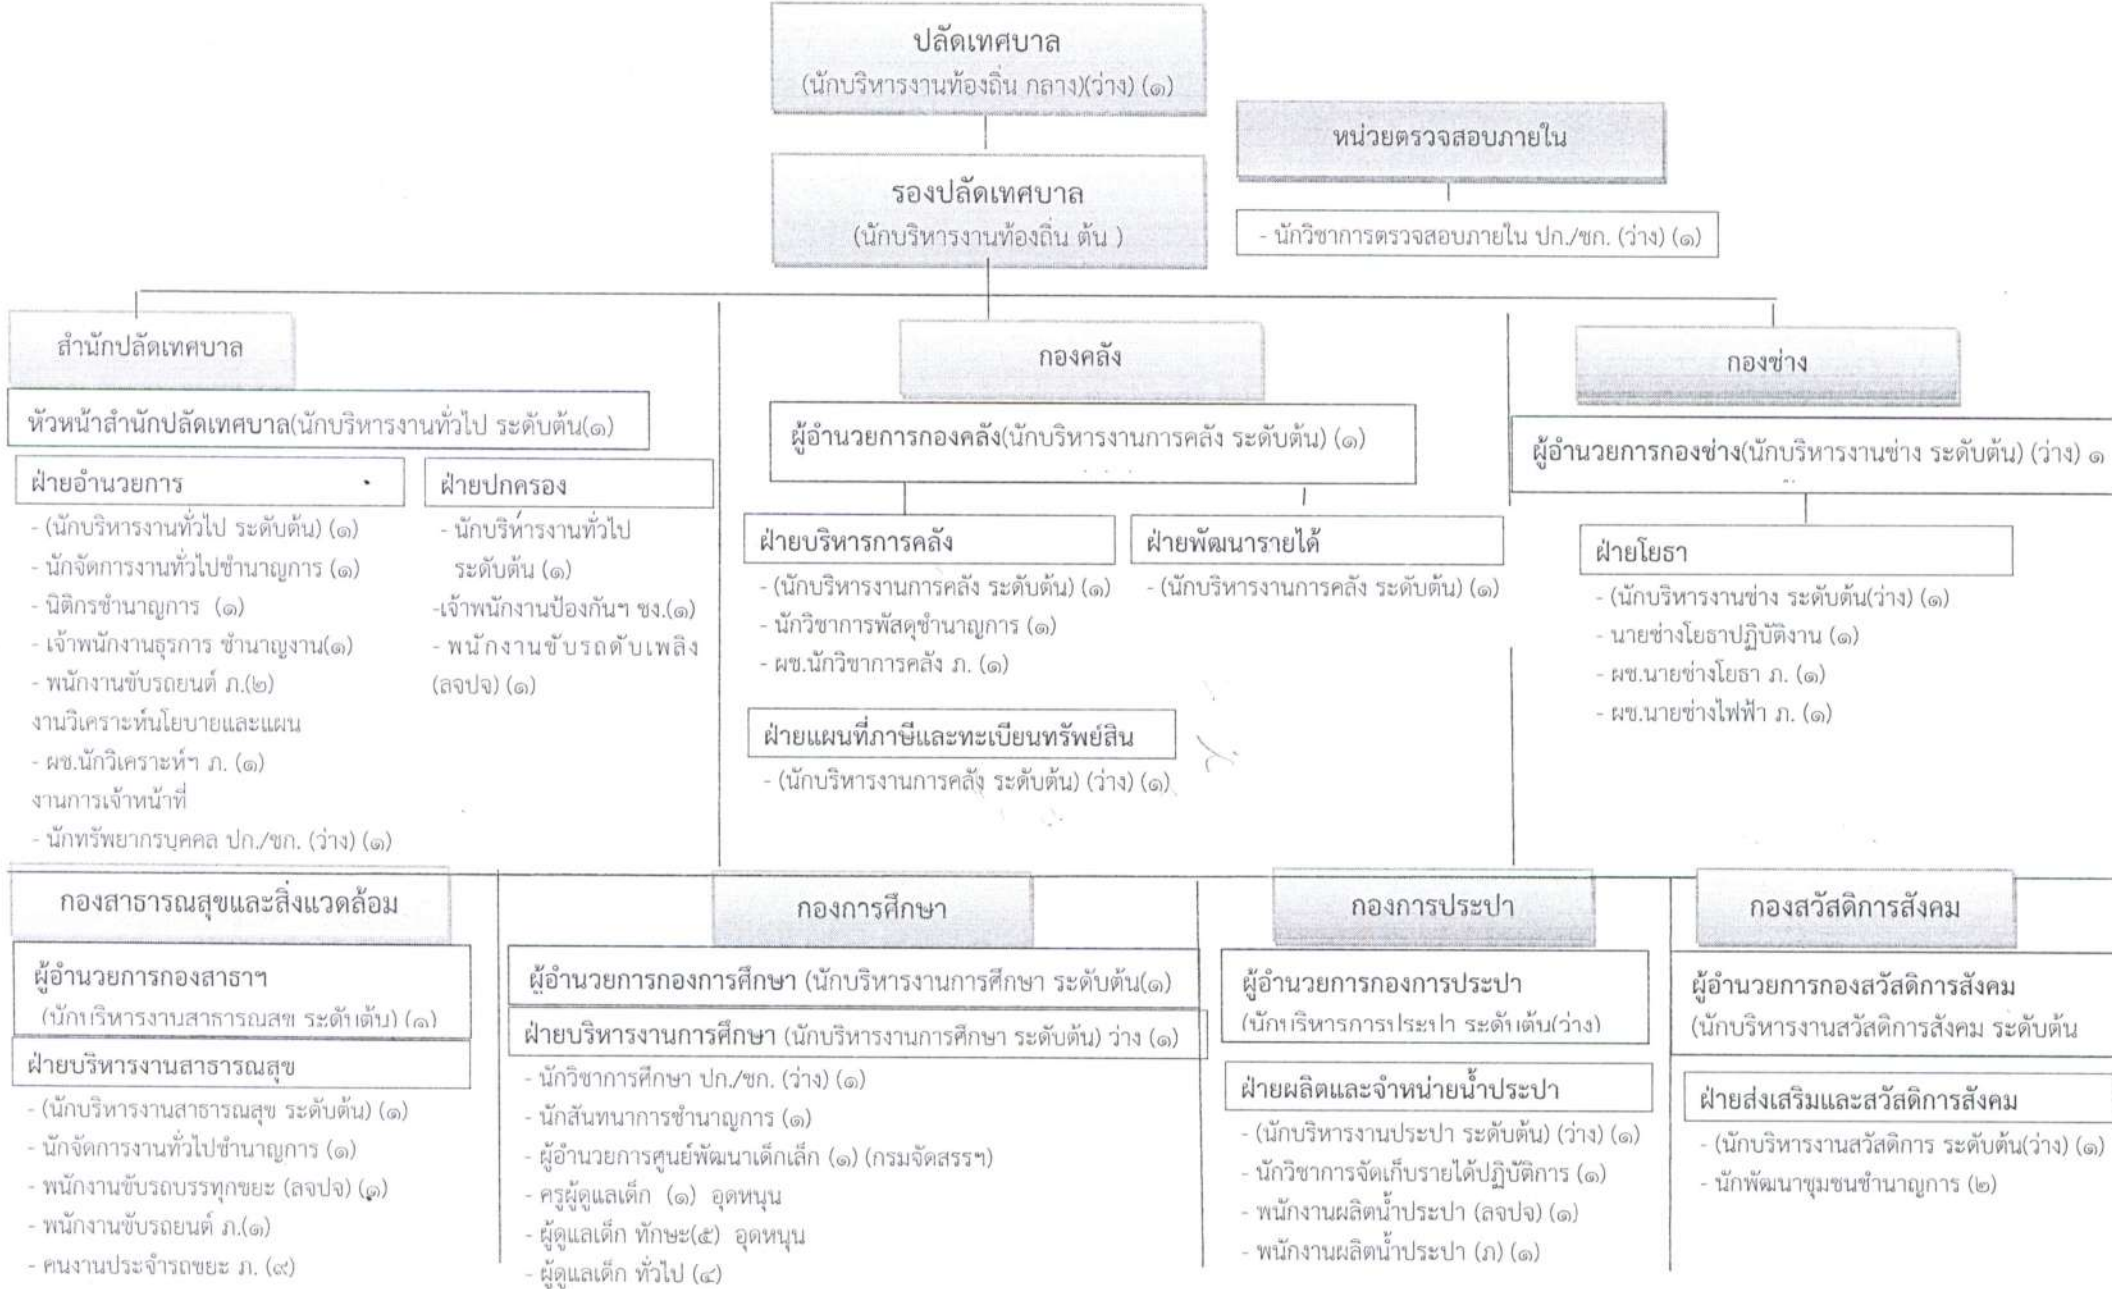 ปลัดเทศบาล
(นักบริหารงานท้องถิ่น กลาง)(ว่าง) (๑)
หน่วยตรวจสอบภายใน
- นักวิชาการตรวจสอบภายใน ปก./ชก. (ว่าง) (๑)
รองปลัดเทศบาล
(นักบริหารงานท้องถิ่น ต้น )
สำนักปลัดเทศบาล
หัวหน้าสำนักปลัดเทศบาล(นักบริหารงานทั่วไป ระดับต้น(๑)
ฝ่ายอำนวยการ
- (นักบริหารงานทั่วไป ระดับต้น) (๑)
- นักจัดการงานทั่วไปชำนาญการ (๑)
- นิติกรชำนาญการ (๑)
- เจ้าพนักงานธุรการ ชำนาญงาน(๑)
- พนักงานขับรถยนต์ ภ.(๒)
งานวิเคราะห์นโยบายและแผน
- ผช.นักวิเคราะห์ฯ ภ. (๑)
งานการเจ้าหน้าที่
- นักทรัพยากรบุคคล ปก./ชก. (ว่าง) (๑)
ฝ่ายปกครอง
- นักบริหารงานทั่วไป
ระดับต้น (๑)
-เจ้าพนักงานป้องกันฯ ชง.(๑)
- พนักงานขับรถดับเพลิง
(ลจปจ) (๑)
กองคลัง
ผู้อำนวยการกองคลัง(นักบริหารงานการคลัง ระดับต้น) (๑)
ฝ่ายบริหารการคลัง
- (นักบริหารงานการคลัง ระดับต้น) (๑)
- นักวิชาการพัสดุชำนาญการ (๑)
- ผช.นักวิชาการคลัง ภ. (๑)
ฝ่ายพัฒนารายได้
- (นักบริหารงานการคลัง ระดับต้น) (๑)
ฝ่ายแผนที่ภาษีและทะเบียนทรัพย์สิน
- (นักบริหารงานการคลัง ระดับต้น) (ว่าง) (๑)
กองช่าง
ผู้อำนวยการกองช่าง(นักบริหารงานช่าง ระดับต้น) (ว่าง) ๑
ฝ่ายโยธา
- (นักบริหารงานช่าง ระดับต้น(ว่าง) (๑)
- นายช่างโยธาปฏิบัติงาน (๑)
- ผช.นายช่างโยธา ภ. (๑)
- ผช.นายช่างไฟฟ้า ภ. (๑)
กองสาธารณสุขและสิ่งแวดล้อม
ผู้อำนวยการกองสาธาฯ
(นักบริหารงานสาธารณสุข ระดับต้น) (๑)
ฝ่ายบริหารงานสาธารณสุข
- (นักบริหารงานสาธารณสุข ระดับต้น) (๑)
- นักจัดการงานทั่วไปชำนาญการ (๑)
- พนักงานขับรถบรรทุกขยะ (ลจปจ) (๑)
- พนักงานขับรถยนต์ ภ.(๑)
- คนงานประจำรถขยะ ภ. (๙)
กองการศึกษา
ผู้อำนวยการกองการศึกษา (นักบริหารงานการศึกษา ระดับต้น(๑)
ฝ่ายบริหารงานการศึกษา (นักบริหารงานการศึกษา ระดับต้น) ว่าง (๑)
- นักวิชาการศึกษา ปก./ชก. (ว่าง) (๑)
- นักสันทนาการชำนาญการ (๑)
- ผู้อำนวยการศูนย์พัฒนาเด็กเล็ก (๑) (กรมจัดสรรฯ)
- ครูผู้ดูแลเด็ก (๑) อุดหนุน
- ผู้ดูแลเด็ก ทักษะ(๕) อุดหนุน
- ผู้ดูแลเด็ก ทั่วไป (๔)
กองการประปา
ผู้อำนวยการกองการประปา
(นักบริหารการประปา ระดับต้น(ว่าง)
ฝ่ายผลิตและจำหน่ายน้ำประปา
- (นักบริหารงานประปา ระดับต้น) (ว่าง) (๑)
- นักวิชาการจัดเก็บรายได้ปฏิบัติการ (๑)
- พนักงานผลิตน้ำประปา (ลจปจ) (๑)
- พนักงานผลิตน้ำประปา (ภ) (๑)
กองสวัสดิการสังคม
ผู้อำนวยการกองสวัสดิการสังคม
(นักบริหารงานสวัสดิการสังคม ระดับต้น
ฝ่ายส่งเสริมและสวัสดิการสังคม
- (นักบริหารงานสวัสดิการ ระดับต้น(ว่าง) (๑)
- นักพัฒนาชุมชนชำนาญการ (๒)